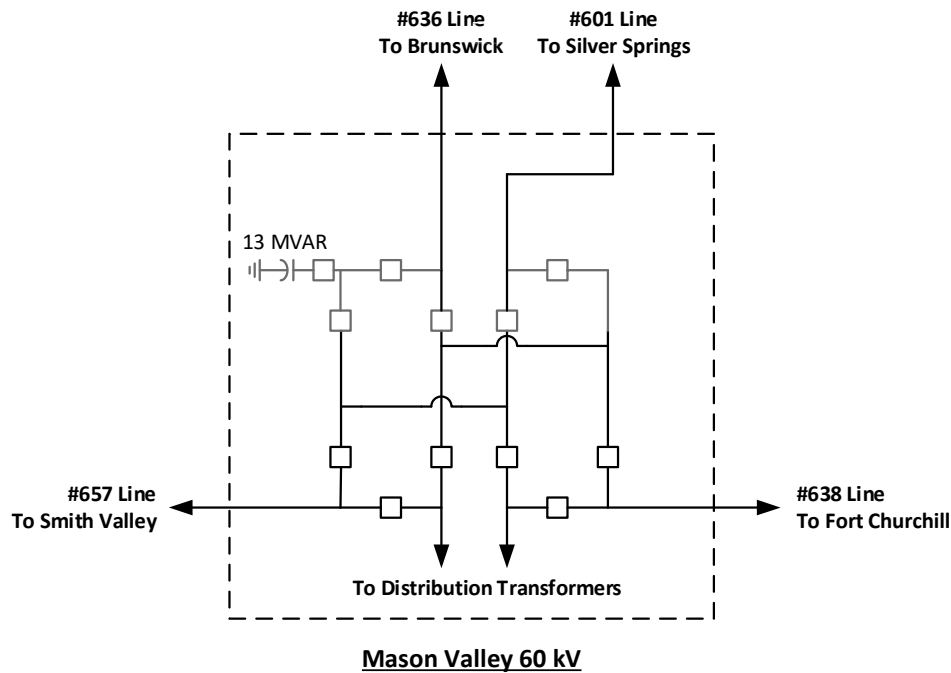 #636 Line
To Brunswick
#601 Line
To Silver Springs
13 MVAR
#657 Line
To Smith Valley
#638 Line
To Fort Churchill
To Distribution Transformers
Mason Valley 60 kV